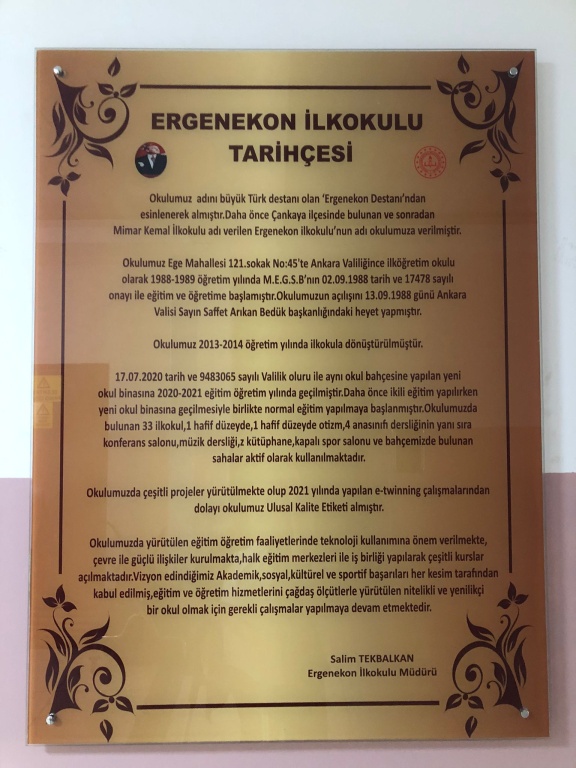 ERGENEKON İLKOKULU
TARİHÇESİ
Okulumuz adını büyük Türk destanı olan 'Ergenekon Destanı'ndan
esinlenerek almıştır.Daha önce Çankaya ilçesinde bulunan ve sonradan
Mimar Kemal İlkokulu adı verilen Ergenekon ilkokulu'nun adı okulumuza verilmiştir.
Okulumuz Ege Mahallesi 121.sokak No:45'te Ankara Valiliğince ilköğretim okulu
olarak 1988-1989 öğretim yılında M.E.G.S.B'nın 02.09.1988 tarih ve 17478 sayılı
onayı ile eğitim ve öğretime başlamıştır.Okulumuzun açılışını 13.09.1988 günü Ankara
Valisi Sayın Saffet Arıkan Bedük başkanlığındaki heyet yapmıştır.
Okulumuz 2013-2014 öğretim yılında ilkokula dönüştürülmüştür.
17.07.2020 tarih ve 9483065 sayılı Valilik oluru ile aynı okul bahçesine yapılan yeni
okul binasına 2020-2021 eğitim öğretim yılında geçilmiştir.Daha önce ikili eğitim yapılırken
yeni okul binasına geçilmesiyle birlikte normal eğitim yapılmaya başlanmıştır.Okulumuzda
bulunan 33 ilkokul,1 hafif düzeyde,1 hafif düzeyde otizm,4 anasınıfı dersliğinin yanı sıra
konferans salonu,müzik dersliği,z kütüphane,kapalı spor salonu ve bahçemizde bulunan
sahalar aktif olarak kullanılmaktadır.
Okulumuzda çeşitli projeler yürütülmekte olup 2021 yılında yapılan e-twinning çalışmalarından
dolayı okulumuz Ulusal Kalite Etiketi almıştır.
Okulumuzda yürütülen eğitim öğretim faaliyetlerinde teknoloji kullanımına önem verilmekte,
çevre ile güçlü ilişkiler kurulmakta,halk eğitim merkezleri ile iş birliği yapılarak çeşitli kurslar
açılmaktadır.Vizyon edindiğimiz Akademik,sosyal,kültürel ve sportif başarıları her kesim tarafından
kabul edilmiş,eğitim ve öğretim hizmetlerini çağdaş ölçütlerle yürütülen nitelikli ve yenilikçi
bir okul olmak için gerekli çalışmalar yapılmaya devam etmektedir.
Salim TEKBALKAN
Ergenekon İlkokulu Müdürü